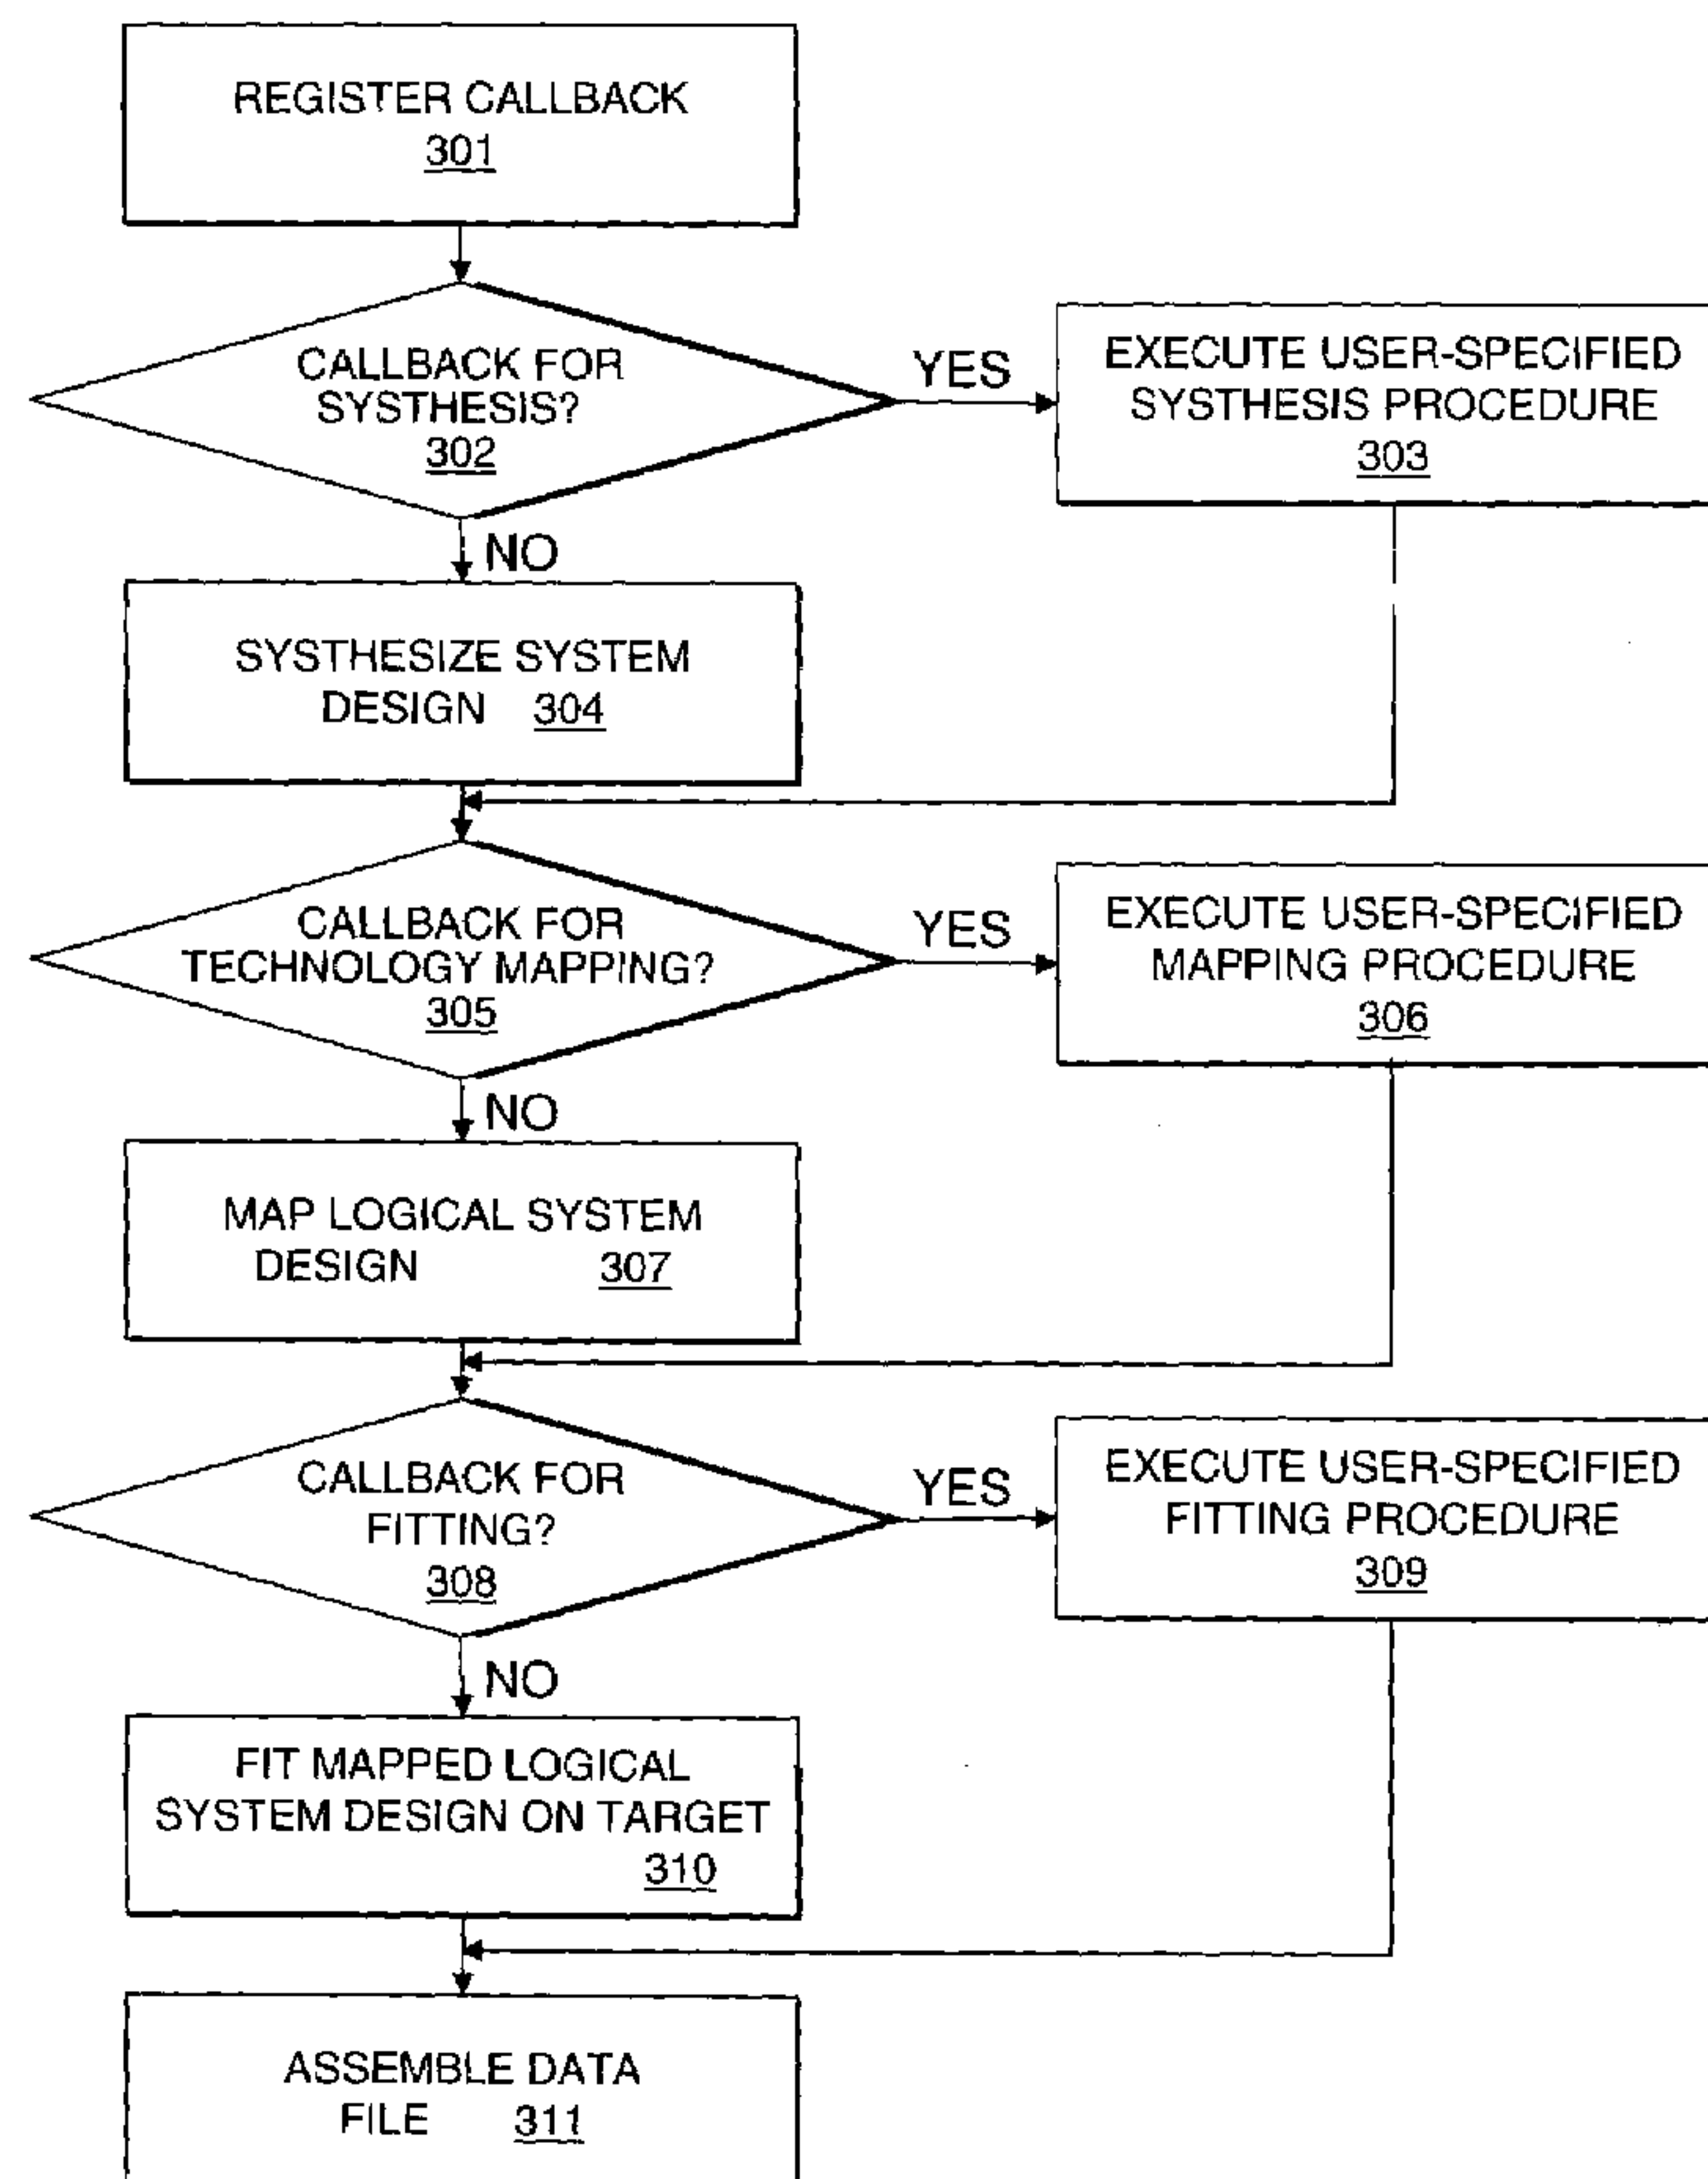 REGISTER CALLBACK
301
CALLBACK FOR
SYSTHESIS?
302
YES
EXECUTE USER-SPECIFIED
SYSTHESIS PROCEDURE
303
NO
SYSTHESIZE SYSTEM
DESIGN 304
CALLBACK FOR
TECHNOLOGY MAPPING?
305
YES
EXECUTE USER-SPECIFIED
MAPPING PROCEDURE
306
NO
MAP LOGICAL SYSTEM
DESIGN 307
CALLBACK FOR
FITTING?
308
YES
EXECUTE USER-SPECIFIED
FITTING PROCEDURE
309
NO
FIT MAPPED LOGICAL
SYSTEM DESIGN ON TARGET
310
ASSEMBLE DATA
FILE 311